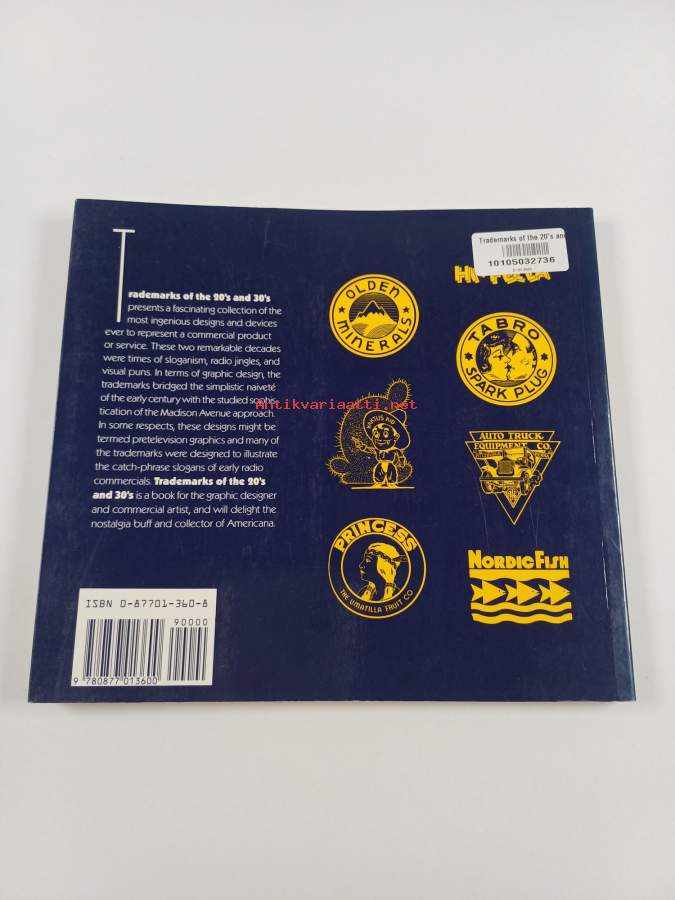 Trademarks of the 20's and 30's
presents a fascinating collection of the
most ingenious designs and devices
ever to represent a commercial product
or service. These two remarkable decades
were times of sloganism, radio jingles, and
visual puns. In terms of graphic design, the
trademarks bridged the simplistic naiveté
of the early century with the studied sophis-
tication of the Madison Avenue approach.
In some respects, these designs might be
termed pretelevision graphics and many of
the trademarks were designed to illustrate
the catch-phrase slogans of early radio
commercials. Trademarks of the 20's
and 30's is a book for the graphic designer
and commercial artist, and will delight the
nostalgia buff and collector of Americana.
ISBN 0-87701-360-8
90000
9 780877 013600
Trademarks of the 20's an
10105032736
OLDEN
MINERALS
TABRO
SPARK PLUG
KID
AUTO TRUCK
EQUIPMENT CO.
PRINCESS
THE UMATILLA FRUIT CO
NORDIC FISH
Antikvariaatti.net